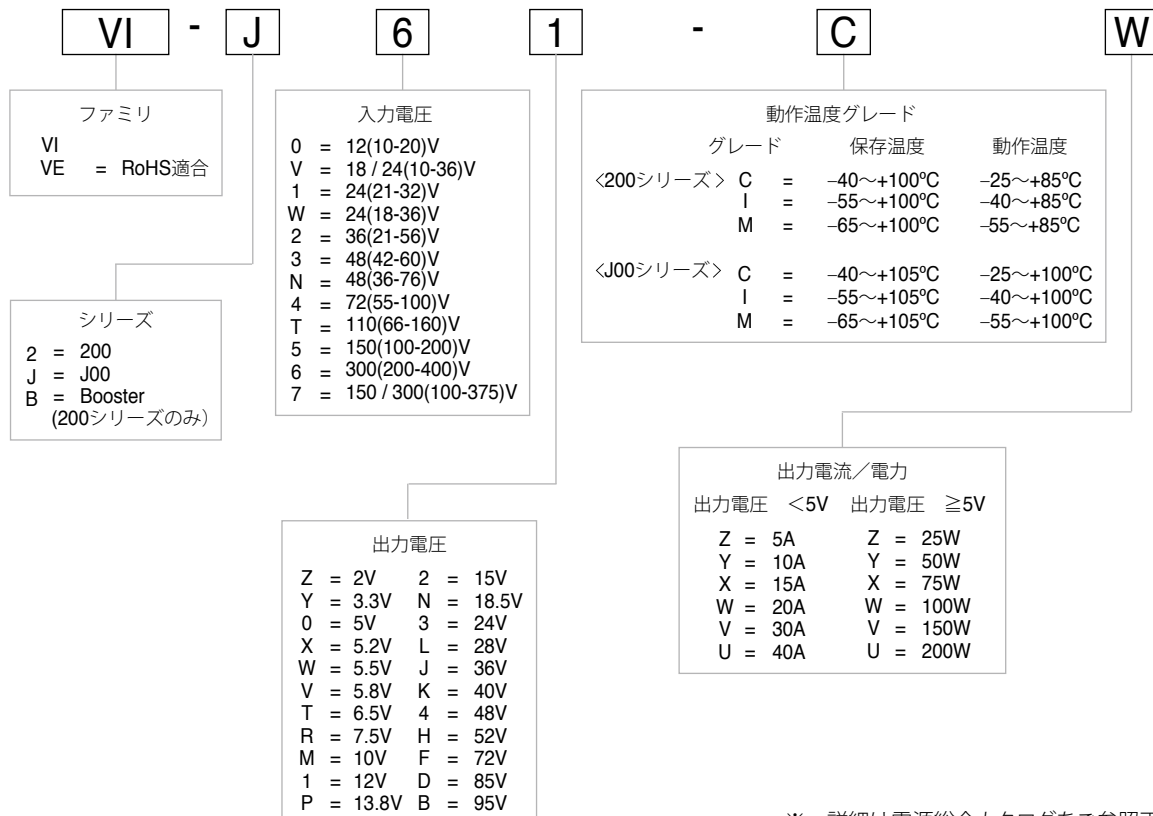 VI - J 6 1 - C W
ファミリ
VI
VE = RoHS適合
シリーズ
2 = 200
J = J00
B = Booster
(200シリーズのみ)
入力電圧
0 = 12(10-20)V
V = 18 / 24(10-36)V
1 = 24(21-32)V
W = 24(18-36)V
2 = 36(21-56)V
3 = 48(42-60)V
N = 48(36-76)V
4 = 72(55-100)V
T = 110(66-160)V
5 = 150(100-200)V
6 = 300(200-400)V
7 = 150 / 300(100-375)V
出力電圧
Z = 2V 2 = 15V
Y = 3.3V N = 18.5V
0 = 5V 3 = 24V
X = 5.2V L = 28V
W = 5.5V J = 36V
V = 5.8V K = 40V
T = 6.5V 4 = 48V
R = 7.5V H = 52V
M = 10V F = 72V
1 = 12V D = 85V
P = 13.8V B = 95V
動作温度グレード
グレード 保存温度 動作温度
<200シリーズ> C = −40〜+100ºC −25〜+85ºC
I = −55〜+100ºC −40〜+85ºC
M = −65〜+100ºC −55〜+85ºC
<J00シリーズ> C = −40〜+105ºC −25〜+100ºC
I = −55〜+105ºC −40〜+100ºC
M = −65〜+105ºC −55〜+100ºC
出力電流/電力
出力電圧 <5V 出力電圧 ≧5V
Z = 5A Z = 25W
Y = 10A Y = 50W
X = 15A X = 75W
W = 20A W = 100W
V = 30A V = 150W
U = 40A U = 200W